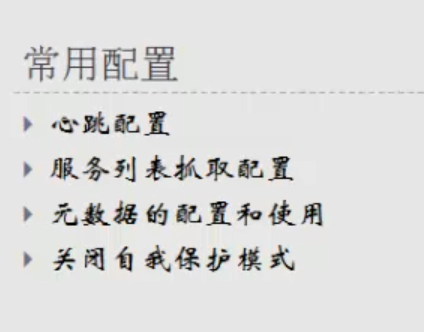 常用配置
心跳配置
服务列表抓取配置
元数据的配置和使用
关闭自我保护模式